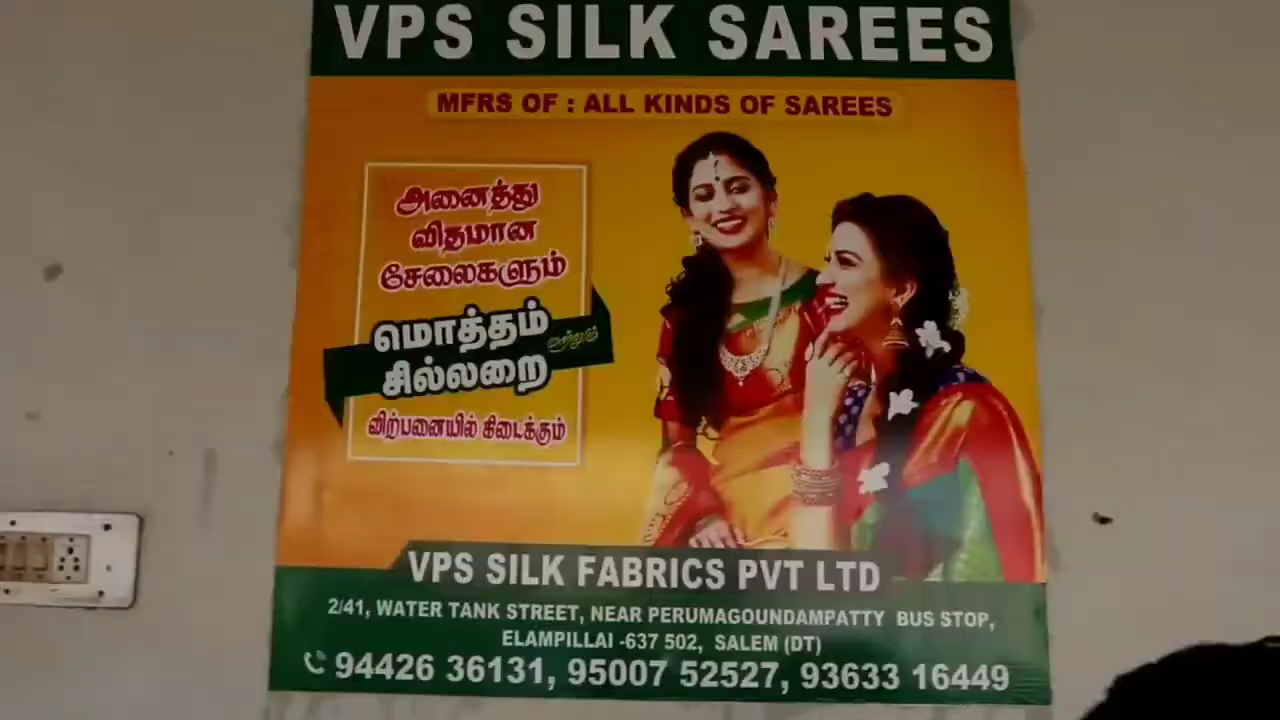 VPS SILK SAREES
MFRS OF : ALL KINDS OF SAREES
அனைத்து
விதமான
சேலைகளும்
மொத்தம்
மற்றும்
சில்லறை
விற்பனையில் கிடைக்கும்
VPS SILK FABRICS PVT LTD
2/41, WATER TANK STREET, NEAR PERUMAGOUNDAMPATTY BUS STOP,
ELAMPILLAI -637 502, SALEM (DT)
94426 36131, 95007 52527, 93633 16449